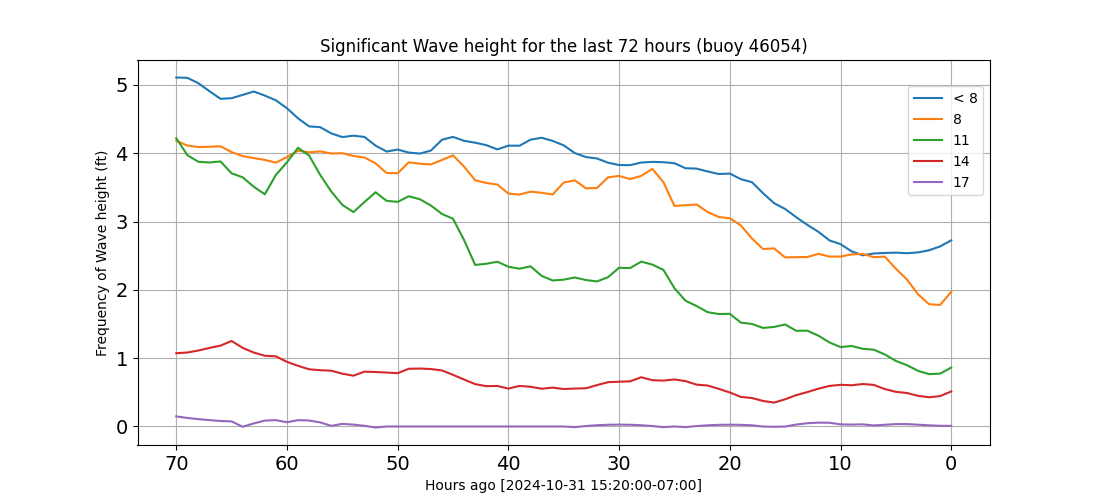 Significant Wave height for the last 72 hours (buoy 46054)
Frequency of Wave height (ft)
5
4
3
2
1
0
< 8
8
11
14
17
70 60 50 40 30 20 10 0
Hours ago [2024-10-31 15:20:00-07:00]